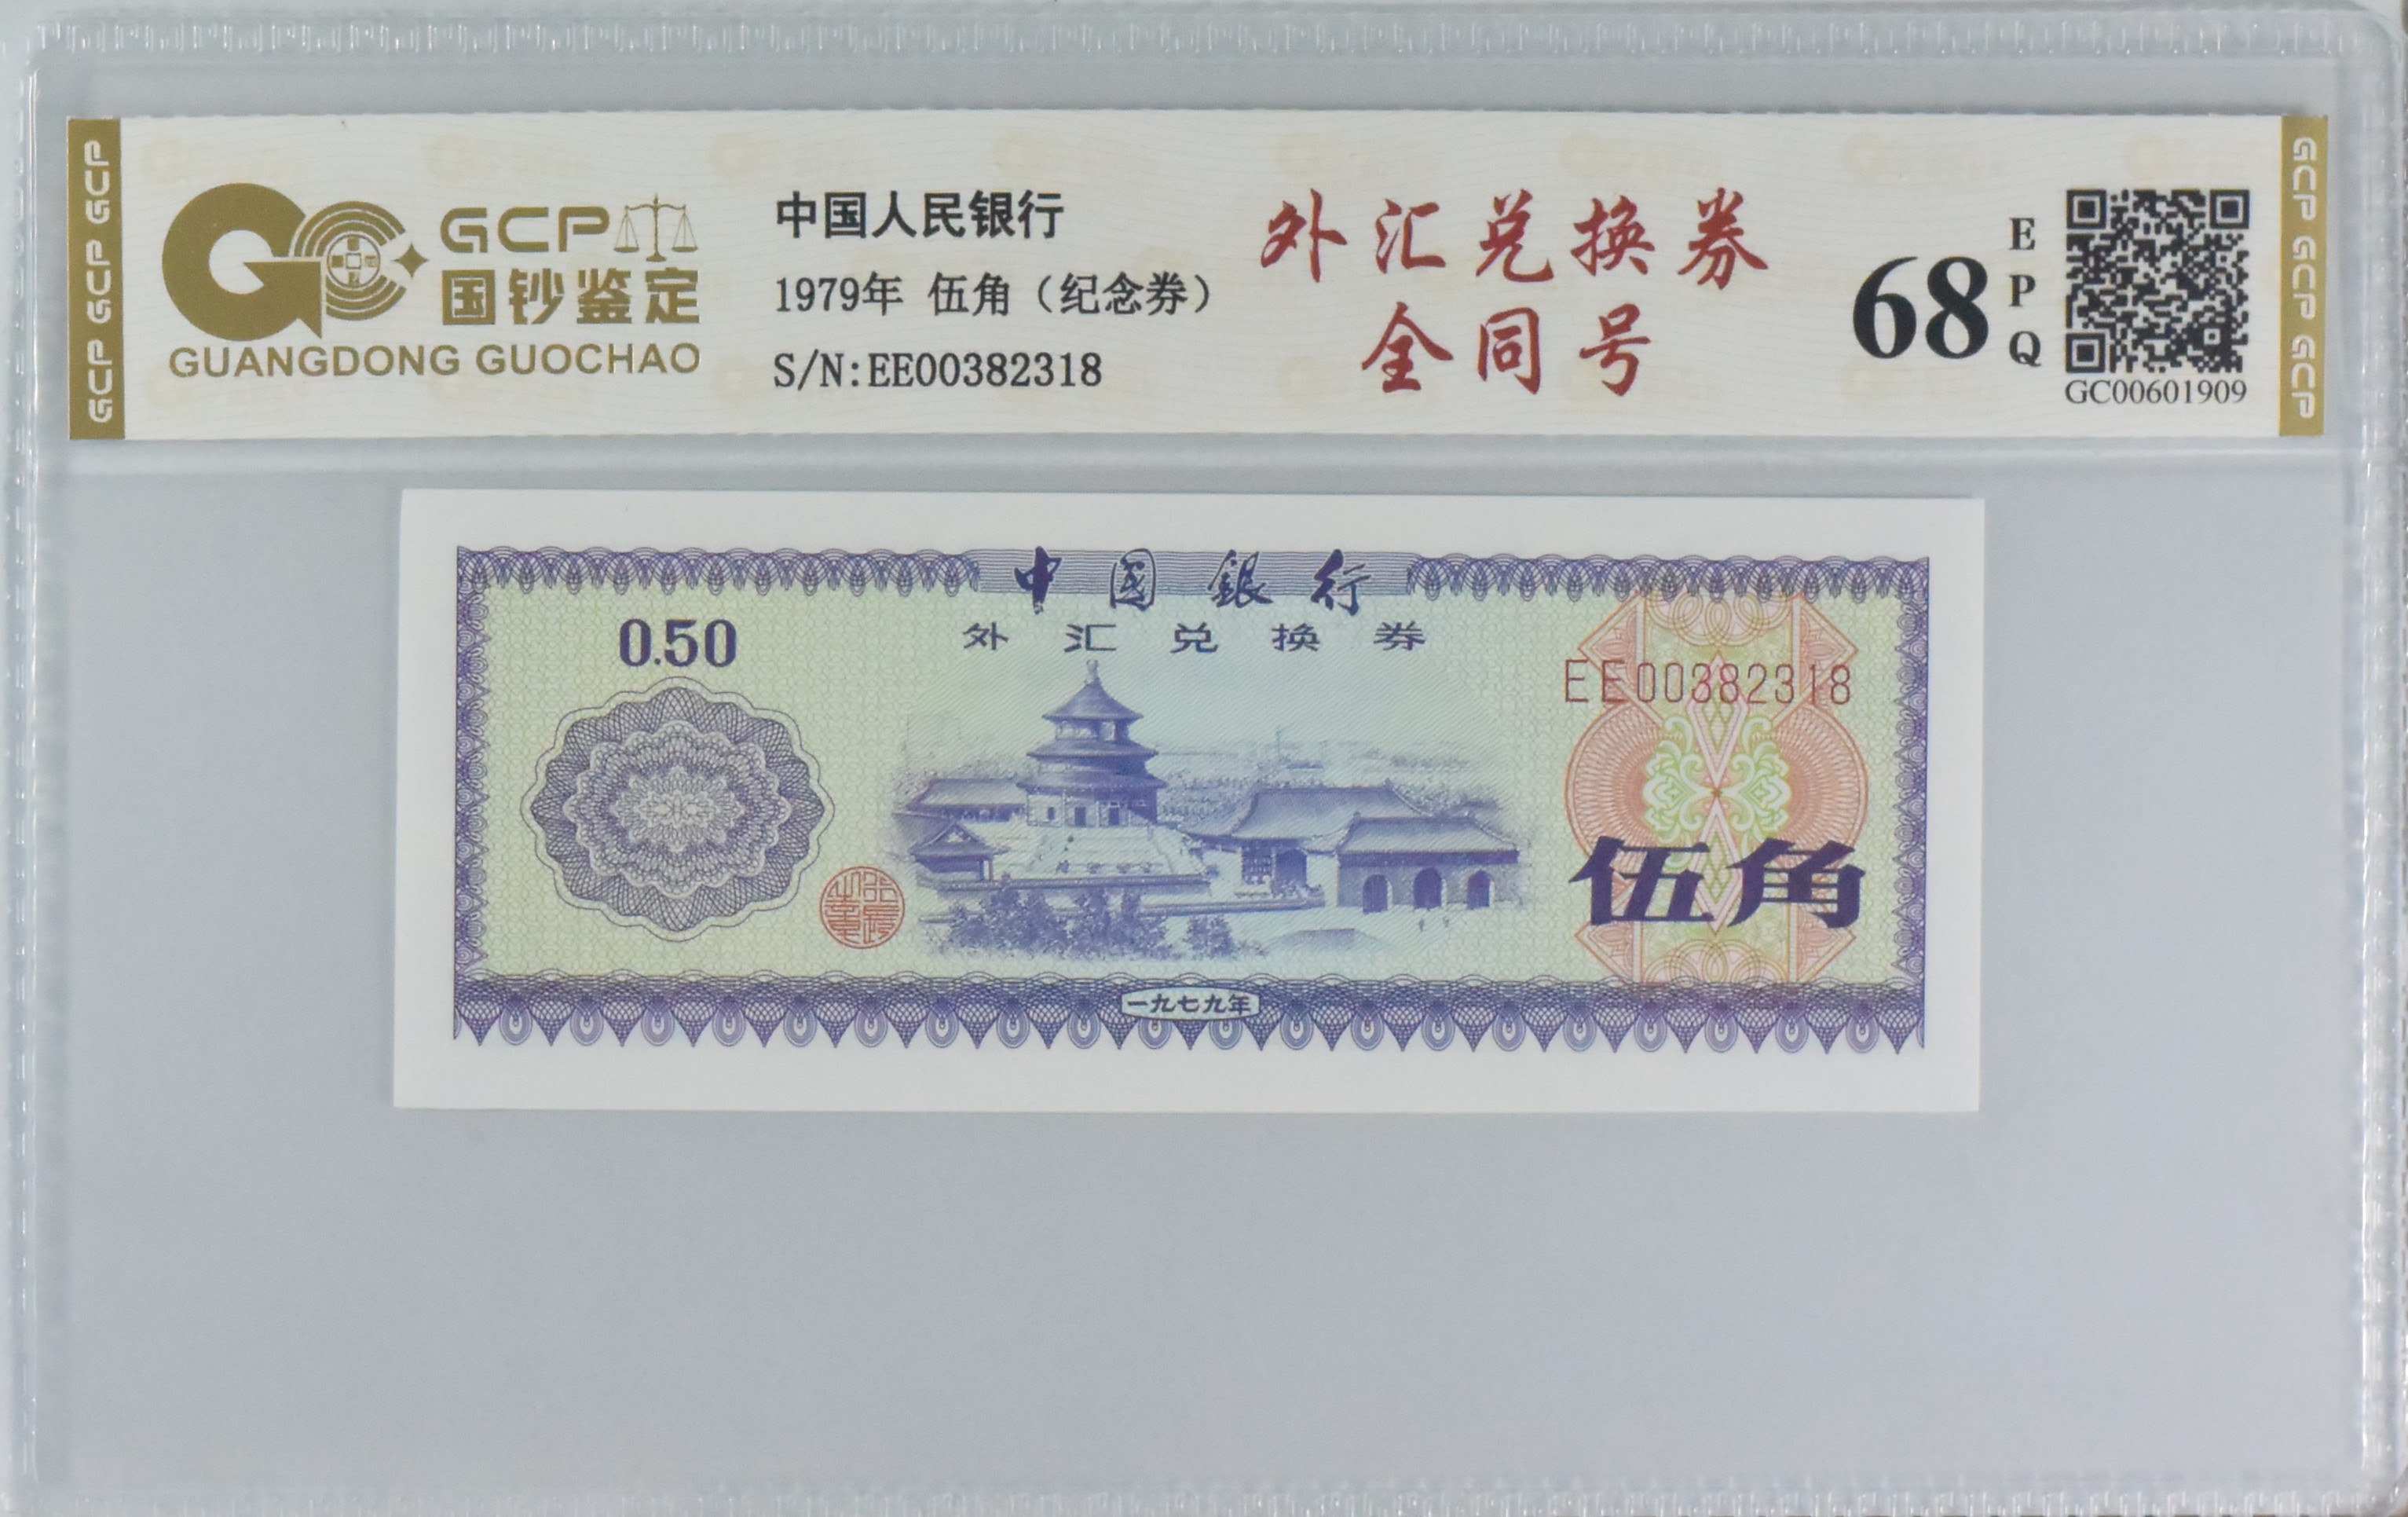 GCP GCP GCP
GCP
国钞鉴定
GUANGDONG GUOCHAO
中国人民银行
1979年 伍角（纪念券）
S/N:EE00382318
外汇兑换券
全同号
68
E
P
Q
GC00601909
GCP GCP GCP
中國銀行
外汇兑换券
0.50
EE00382318
伍角
一九七九年